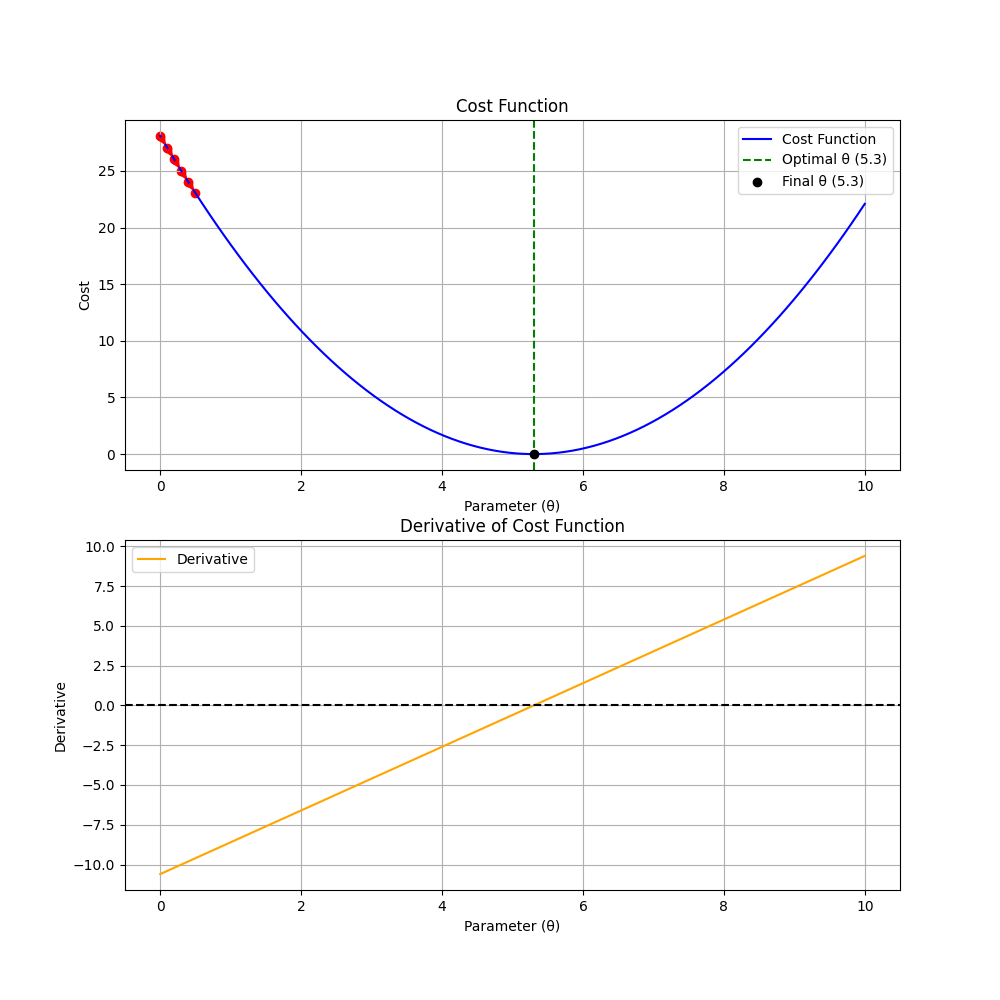 Cost Function
Cost
25
20
15
10
5
0
Cost Function
Optimal θ (5.3)
Final θ (5.3)
0 2 4 6 8 10
Parameter (θ)
Derivative of Cost Function
Derivative
10.0
7.5
5.0
2.5
0.0
−2.5
−5.0
−7.5
−10.0
Derivative
0 2 4 6 8 10
Parameter (θ)